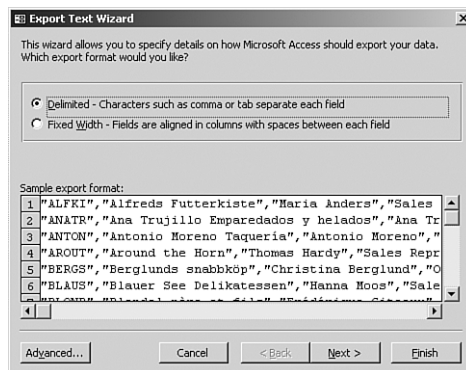 Export Text Wizard
This wizard allows you to specify details on how Microsoft Access should export your data.
Which export format would you like?
Delimited - Characters such as comma or tab separate each field
Fixed Width - Fields are aligned in columns with spaces between each field
Sample export format:
1 "ALFKI","Alfreds Futterkiste","Maria Anders","Sales
2 "ANATR","Ana Trujillo Emparedados y helados","Ana Tr
3 "ANTON","Antonio Moreno Taquería","Antonio Moreno","
4 "AROUT","Around the Horn","Thomas Hardy","Sales Repr
5 "BERGS","Berglunds snabbköp","Christina Berglund","O
6 "BLAUS","Blauer See Delikatessen","Hanna Moos","Sale
Advanced... Cancel < Back Next > Finish